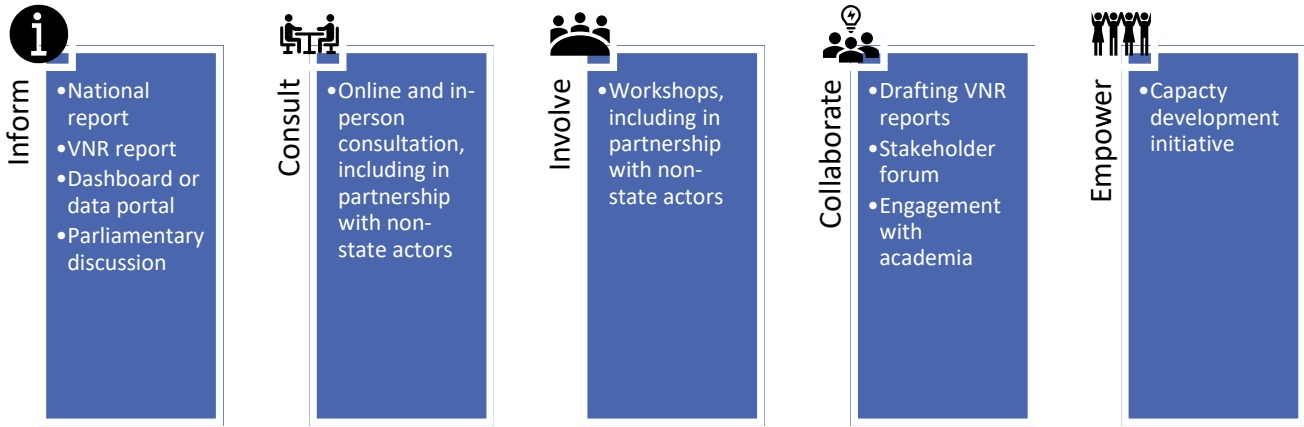 Inform
•National
report
•VNR report
•Dashboard or
data portal
•Parliamentary
discussion
Consult
•Online and in-
person
consultation,
including in
partnership
with non-
state actors
Involve
•Workshops,
including in
partnership
with non-
state actors
Collaborate
•Drafting VNR
reports
•Stakeholder
forum
•Engagement
with
academia
Empower
•Capacty
development
initiative